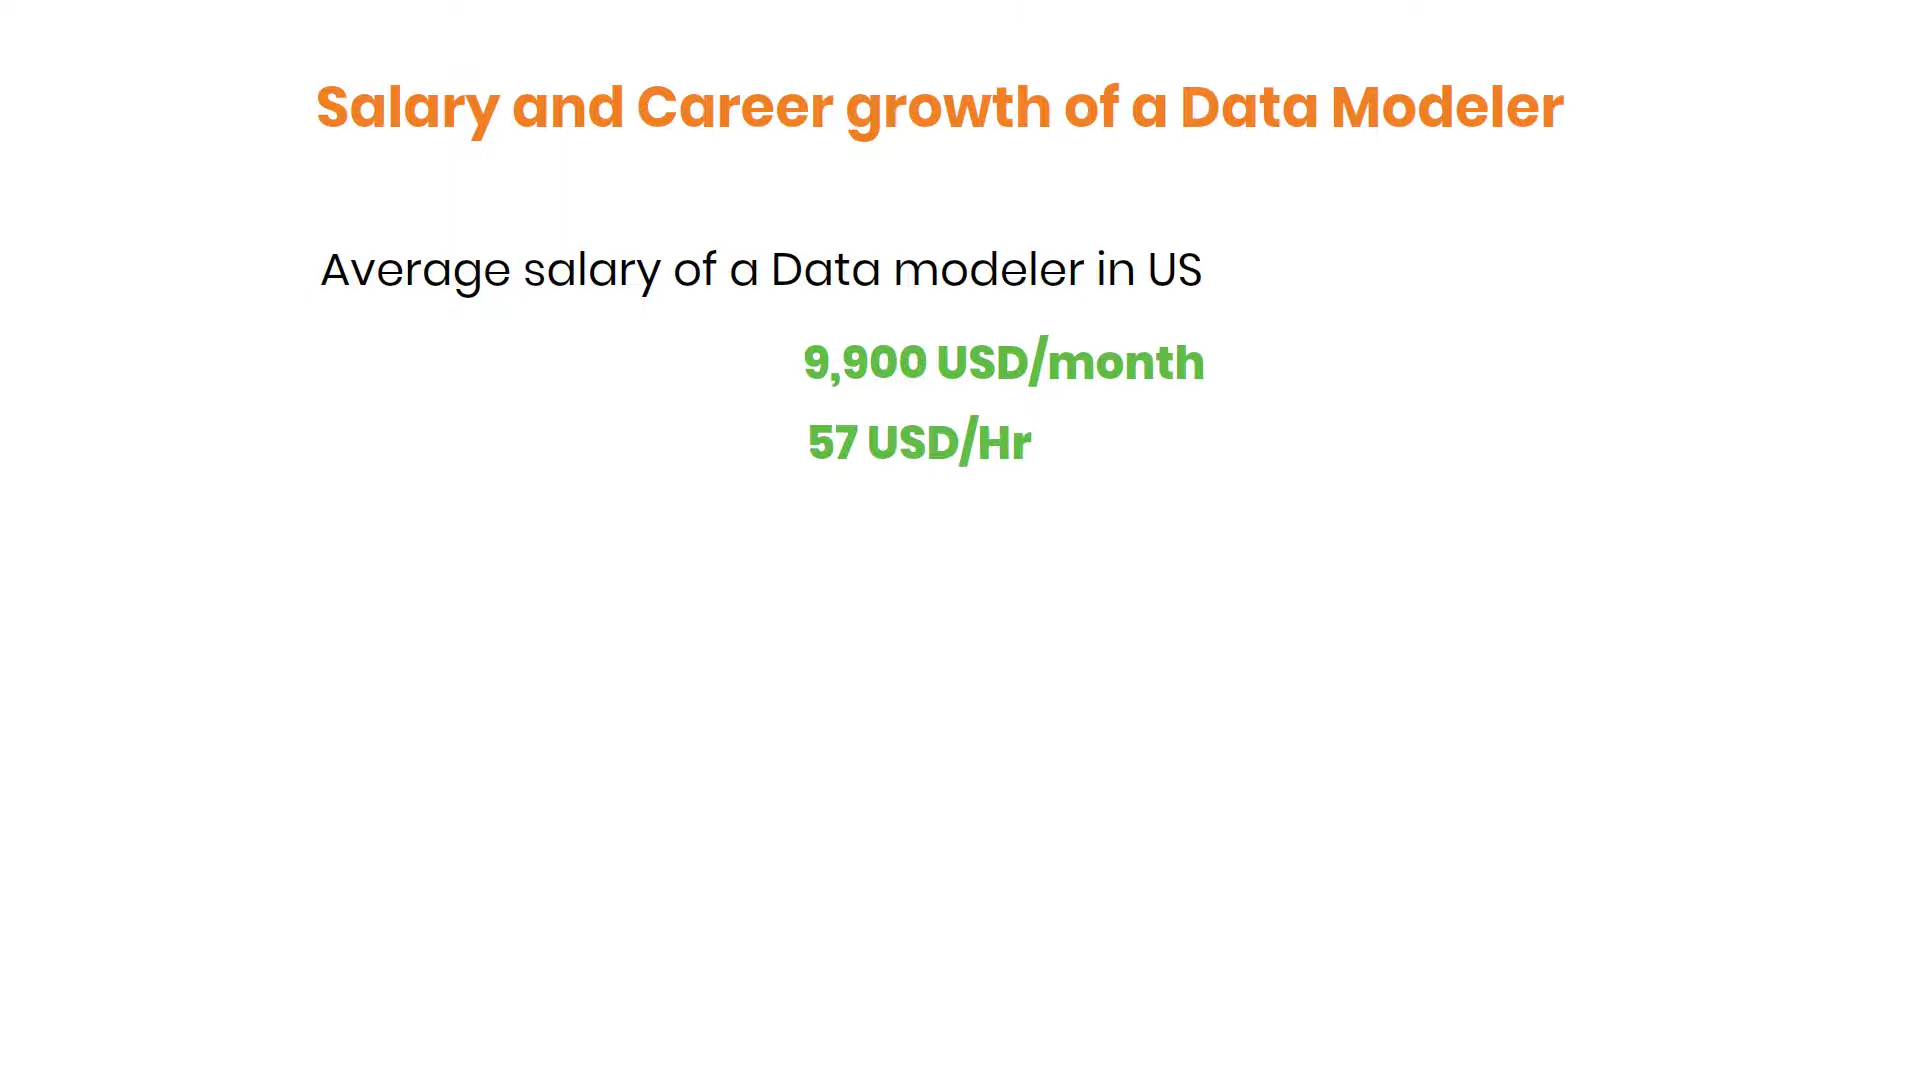 Salary and Career growth of a Data Modeler
Average salary of a Data modeler in US
9,900 USD/month
57 USD/Hr